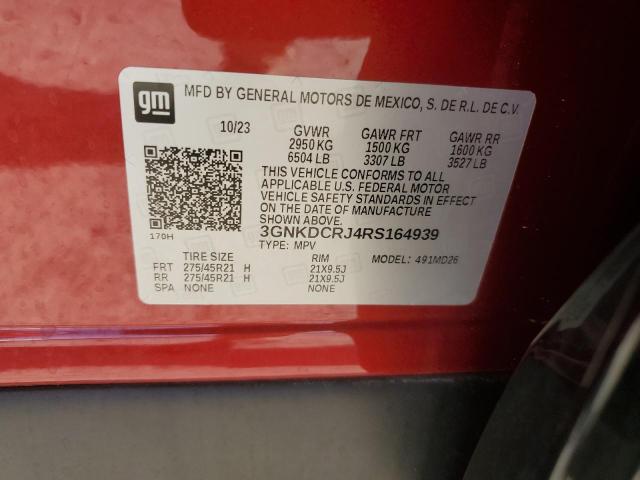 gm MFD BY GENERAL MOTORS DE MEXICO, S. DE R.L. DE C.V.
10/23 GVWR GAWR FRT GAWR RR
2950 KG 1500 KG 1600 KG
6504 LB 3307 LB 3527 LB
THIS VEHICLE CONFORMS TO ALL
APPLICABLE U.S. FEDERAL MOTOR
VEHICLE SAFETY STANDARDS IN EFFECT
ON THE DATE OF MANUFACTURE
SHOWN ABOVE.
170H 3GNKDCRJ4RS164939
TYPE: MPV
TIRE SIZE RIM MODEL: 491MD26
FRT 275/45R21 H 21X9.5J
RR 275/45R21 H 21X9.5J
SPA NONE NONE